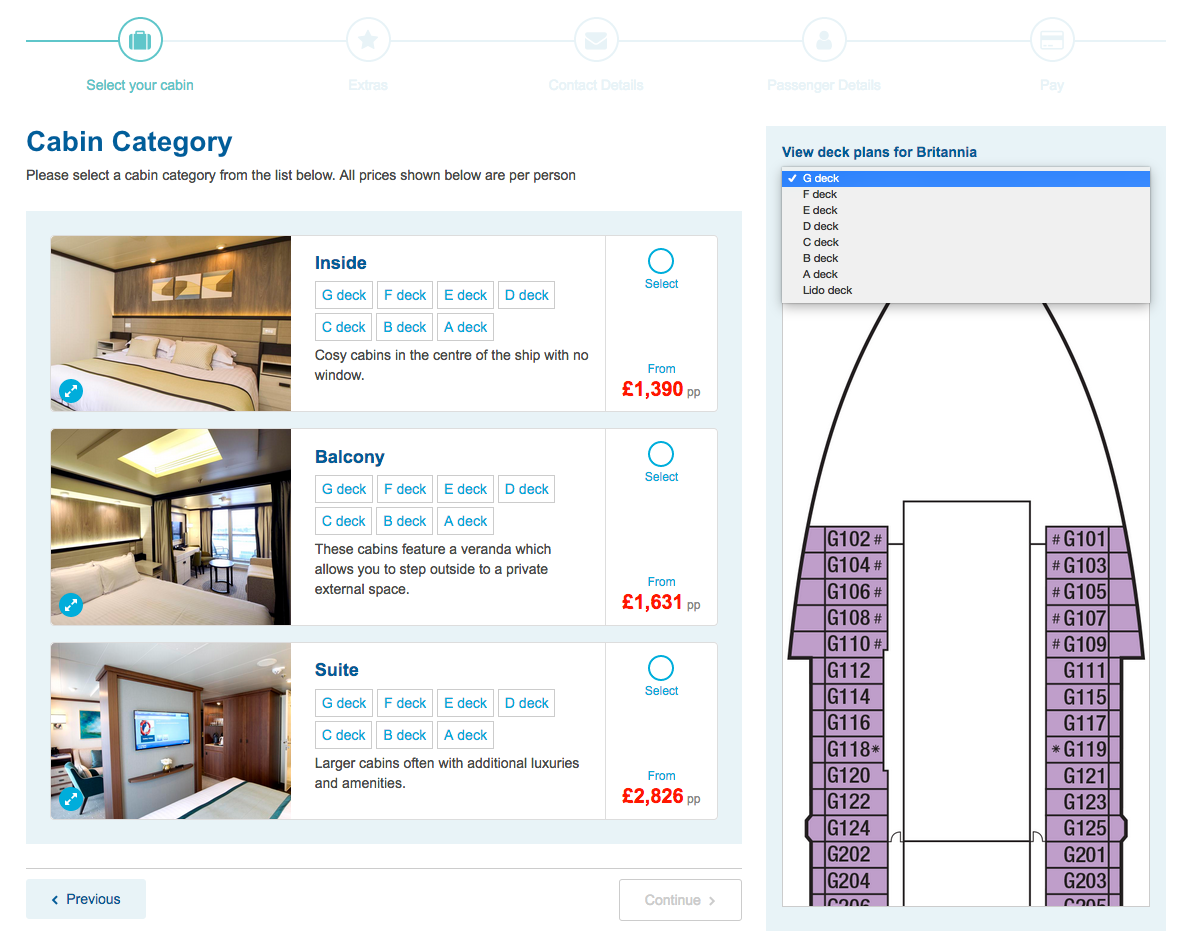 Select your cabin
Extras
Contact Details
Passenger Details
Pay
Cabin Category
Please select a cabin category from the list below. All prices shown below are per person
Inside
G deck F deck E deck D deck
C deck B deck A deck
Cosy cabins in the centre of the ship with no
window.
Select
From
£1,390 pp
Balcony
G deck F deck E deck D deck
C deck B deck A deck
These cabins feature a veranda which
allows you to step outside to a private
external space.
Select
From
£1,631 pp
Suite
G deck F deck E deck D deck
C deck B deck A deck
Larger cabins often with additional luxuries
and amenities.
Select
From
£2,826 pp
Previous
Continue
View deck plans for Britannia
✓ G deck
F deck
E deck
D deck
C deck
B deck
A deck
Lido deck
G102 # # G101
G104 # # G103
G106 # # G105
G108 # # G107
G110 # # G109
G112 G111
G114 G115
G116 G117
G118* * G119
G120 G121
G122 G123
G124 G125
G202 G201
G204 G203
G206 G205